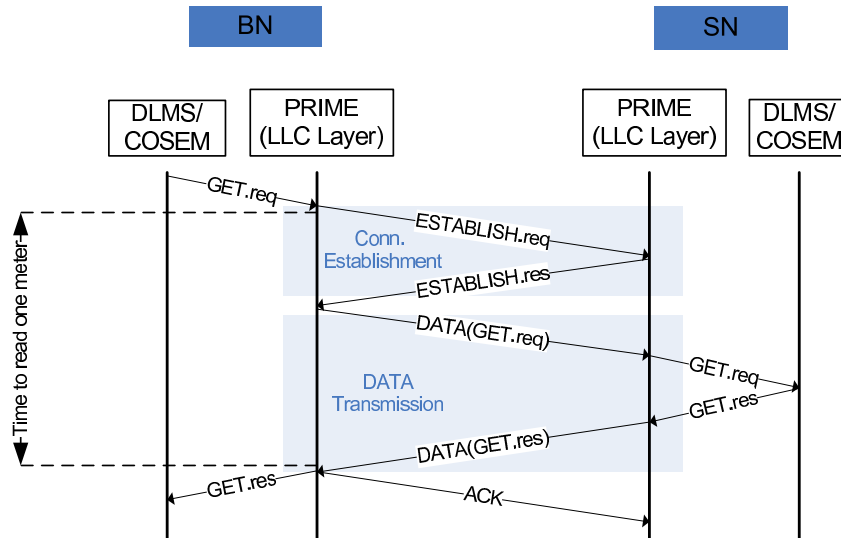 BN
SN
DLMS/
COSEM
PRIME
(LLC Layer)
PRIME
(LLC Layer)
DLMS/
COSEM
GET.req
ESTABLISH.req
Conn.
Establishment
ESTABLISH.res
DATA(GET.req)
GET.req
Time to read one meter
DATA
Transmission
GET.res
DATA(GET.res)
GET.res
ACK